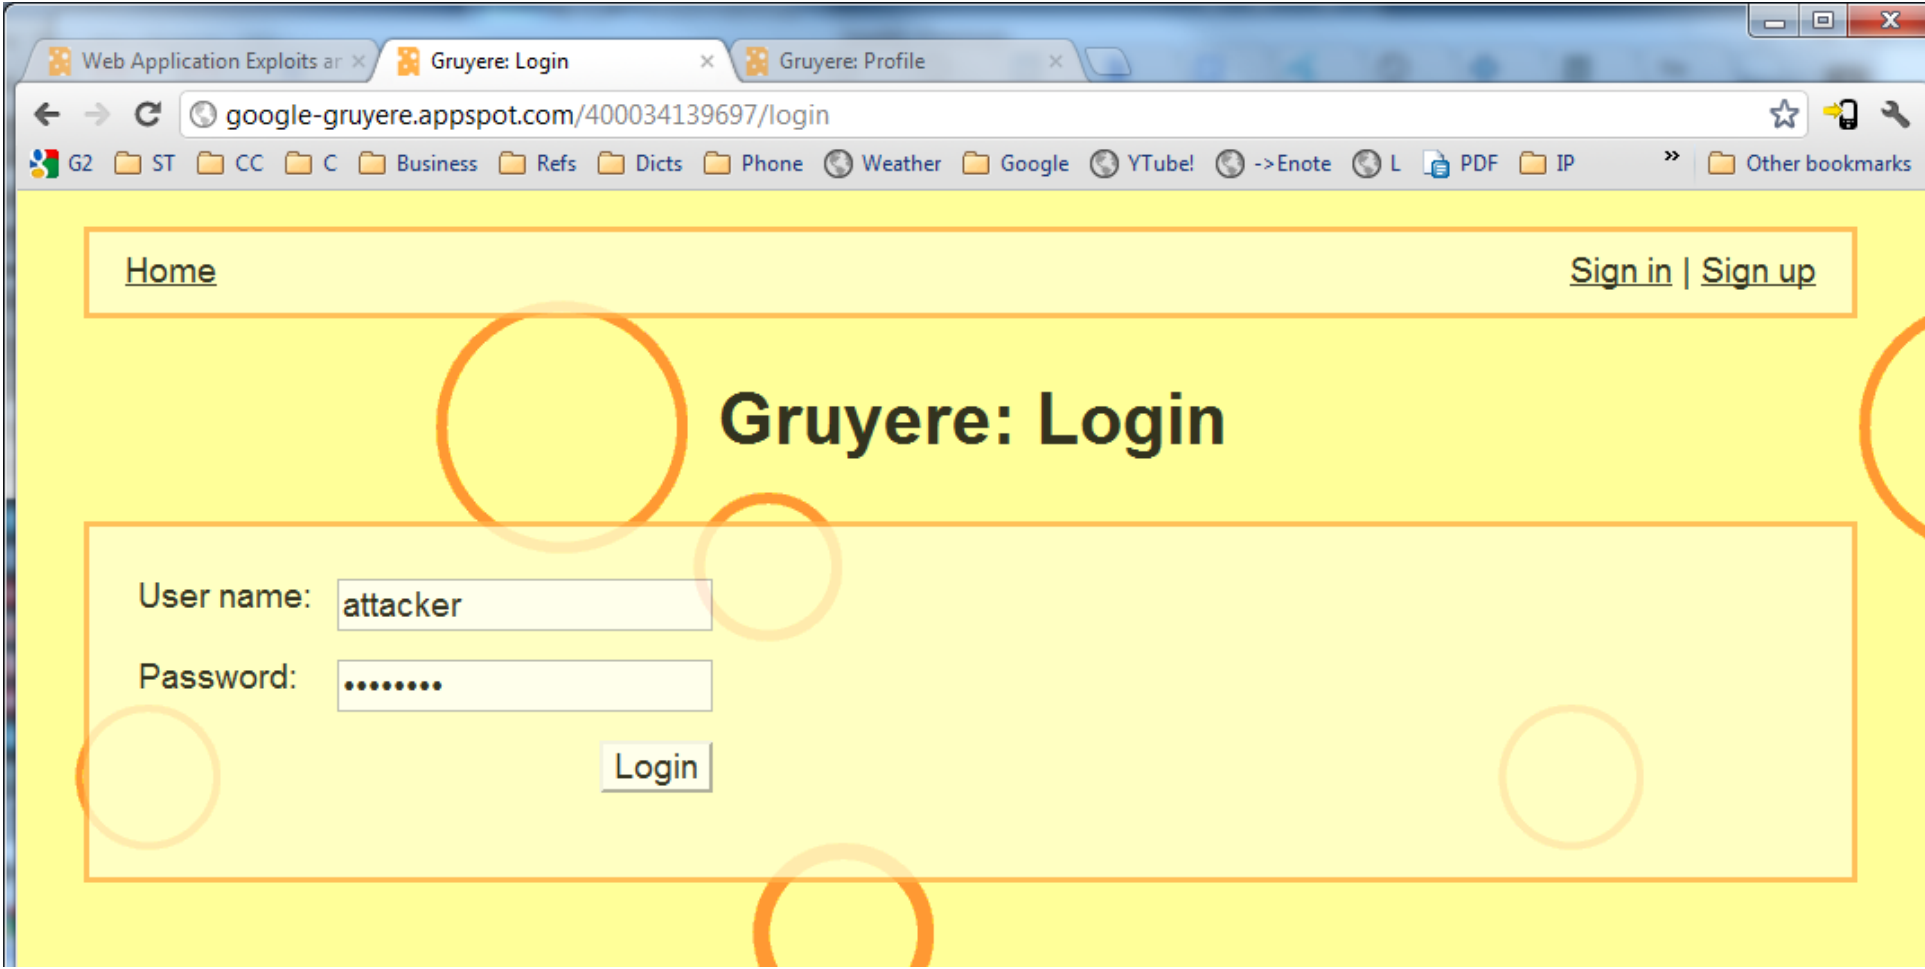 Web Application Exploits ar
Gruyere: Login
Gruyere: Profile
google-gruyere.appspot.com/400034139697/login
G2 ST CC C Business Refs Dicts Phone Weather Google YTube! ->Enote L PDF IP » Other bookmarks
Home
Sign in | Sign up
Gruyere: Login
User name: attacker
Password: ••••••••
Login